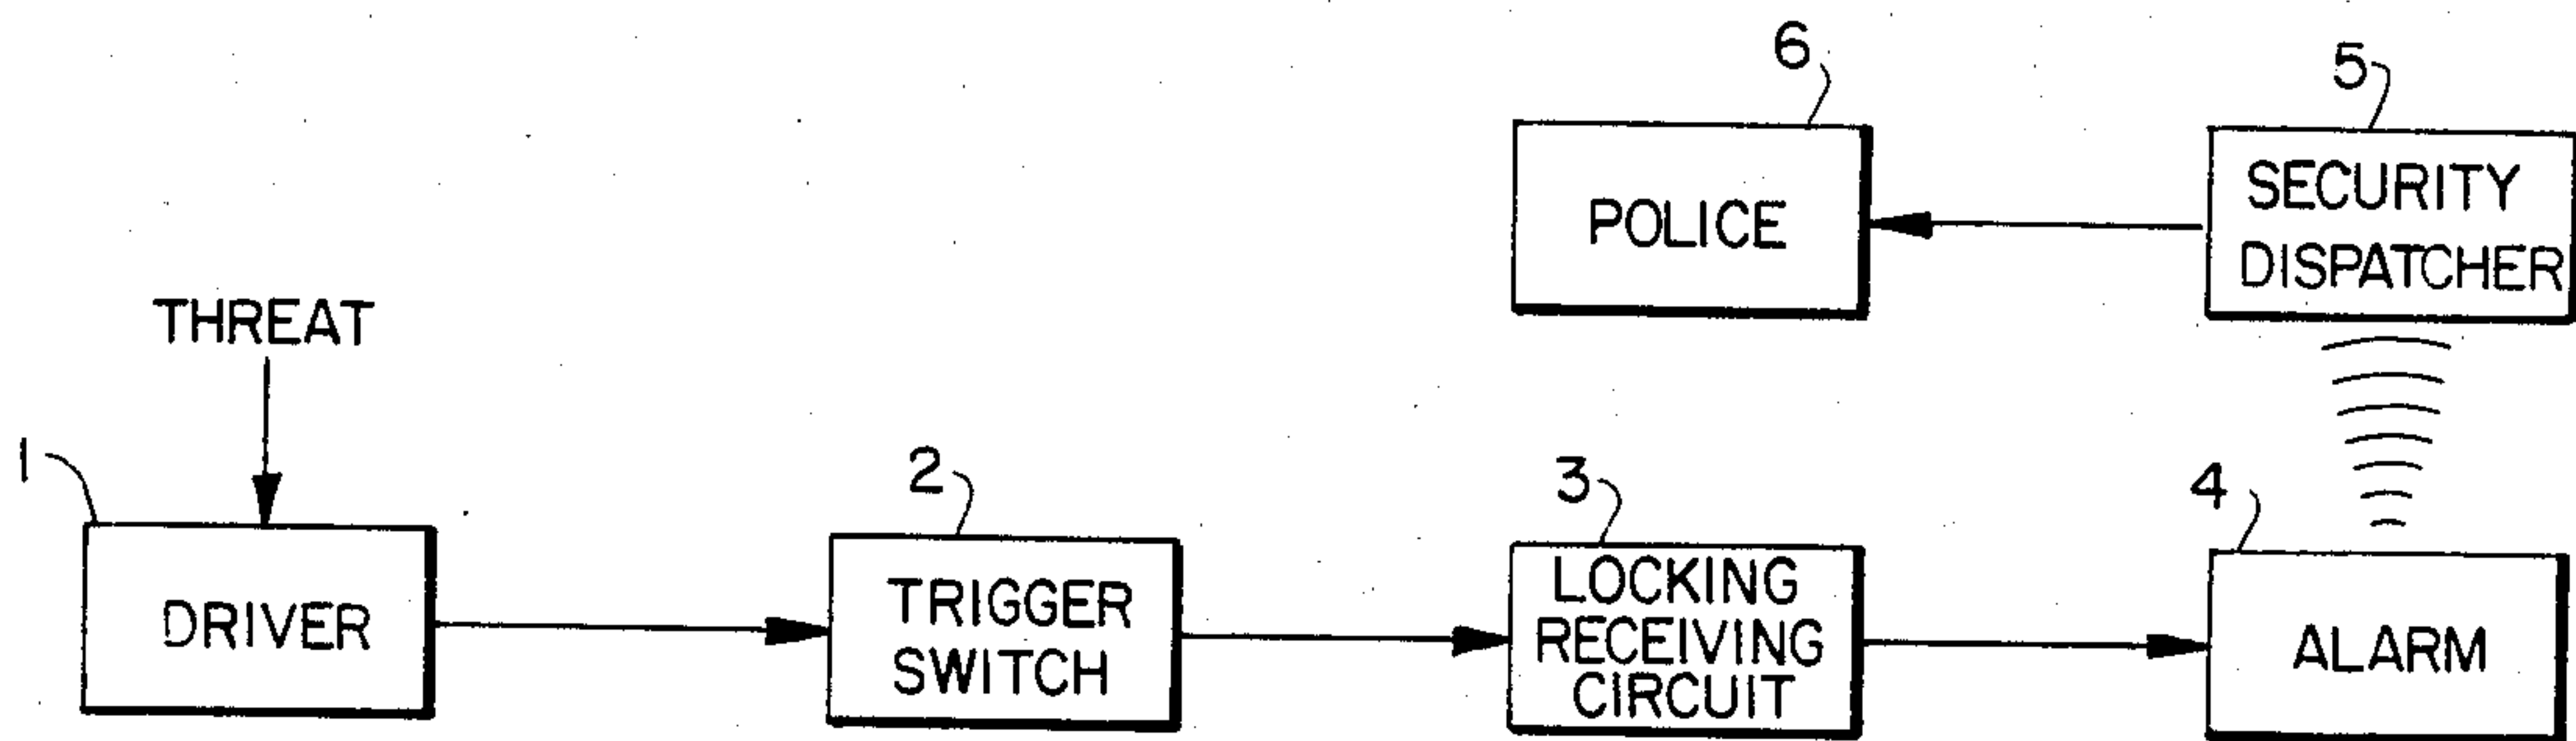 6
5
POLICE
SECURITY
DISPATCHER
THREAT
1
2
3
4
DRIVER
TRIGGER
SWITCH
LOCKING
RECEIVING
CIRCUIT
ALARM